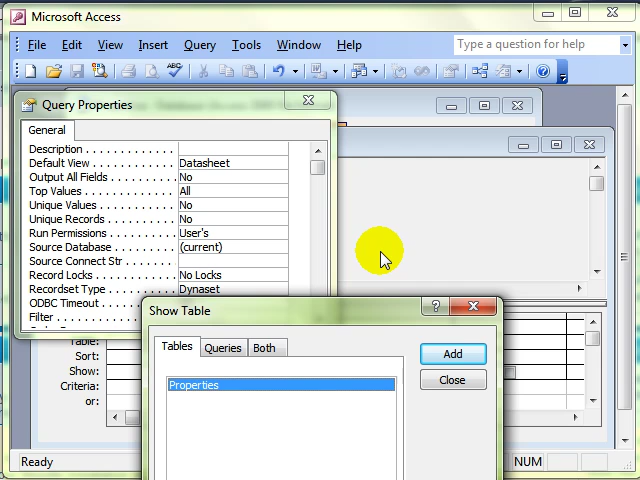 Microsoft Access
File Edit View Insert Query Tools Window Help Type a question for help
ABC
Query Properties
General
Description . . . . . . . . . . . . .
Default View . . . . . . . . . . . . Datasheet
Output All Fields . . . . . . . . . No
Top Values . . . . . . . . . . . . . All
Unique Values . . . . . . . . . . . No
Unique Records . . . . . . . . . . No
Run Permissions . . . . . . . . . . User's
Source Database . . . . . . . . . (current)
Source Connect Str . . . . . . .
Record Locks . . . . . . . . . . . . No Locks
Recordset Type . . . . . . . . . . Dynaset
ODBC Timeout . . .
Filter . . . . . . . . . .
Show Table
Tables Queries Both
Properties
Add
Close
Table:
Sort:
Show:
Criteria:
or:
Ready NUM